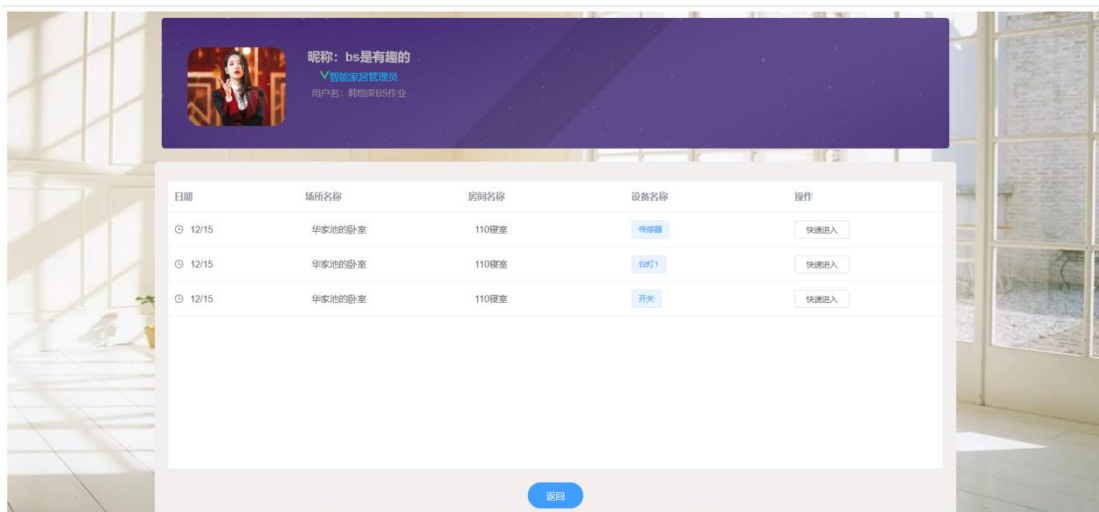 昵称：bs是有趣的
智能家居管理员
用户名：韩恺荣BS作业
日期 场所名称 房间名称 设备名称 操作
12/15 华家池的卧室 110寝室 传感器 快速进入
12/15 华家池的卧室 110寝室 台灯1 快速进入
12/15 华家池的卧室 110寝室 开关 快速进入
返回